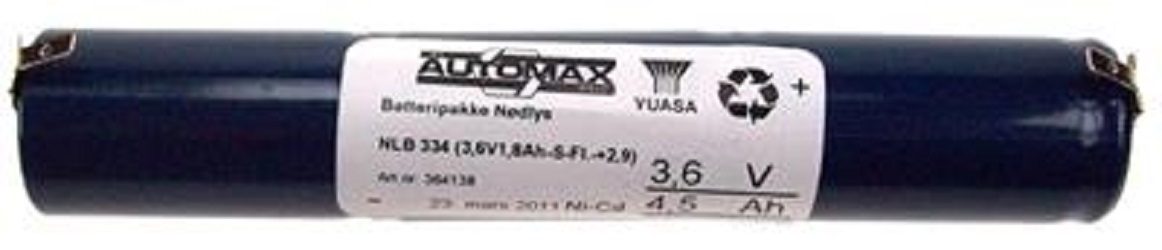 AUTOMAX
YUASA
+
Batteripakke Nødlys
NLB 334 (3,6V1,8Ah-S-Fl.-+2,9)
3,6 V
Art nr. 364138
- 23. mars 2011 Ni-Cd 4,5 Ah